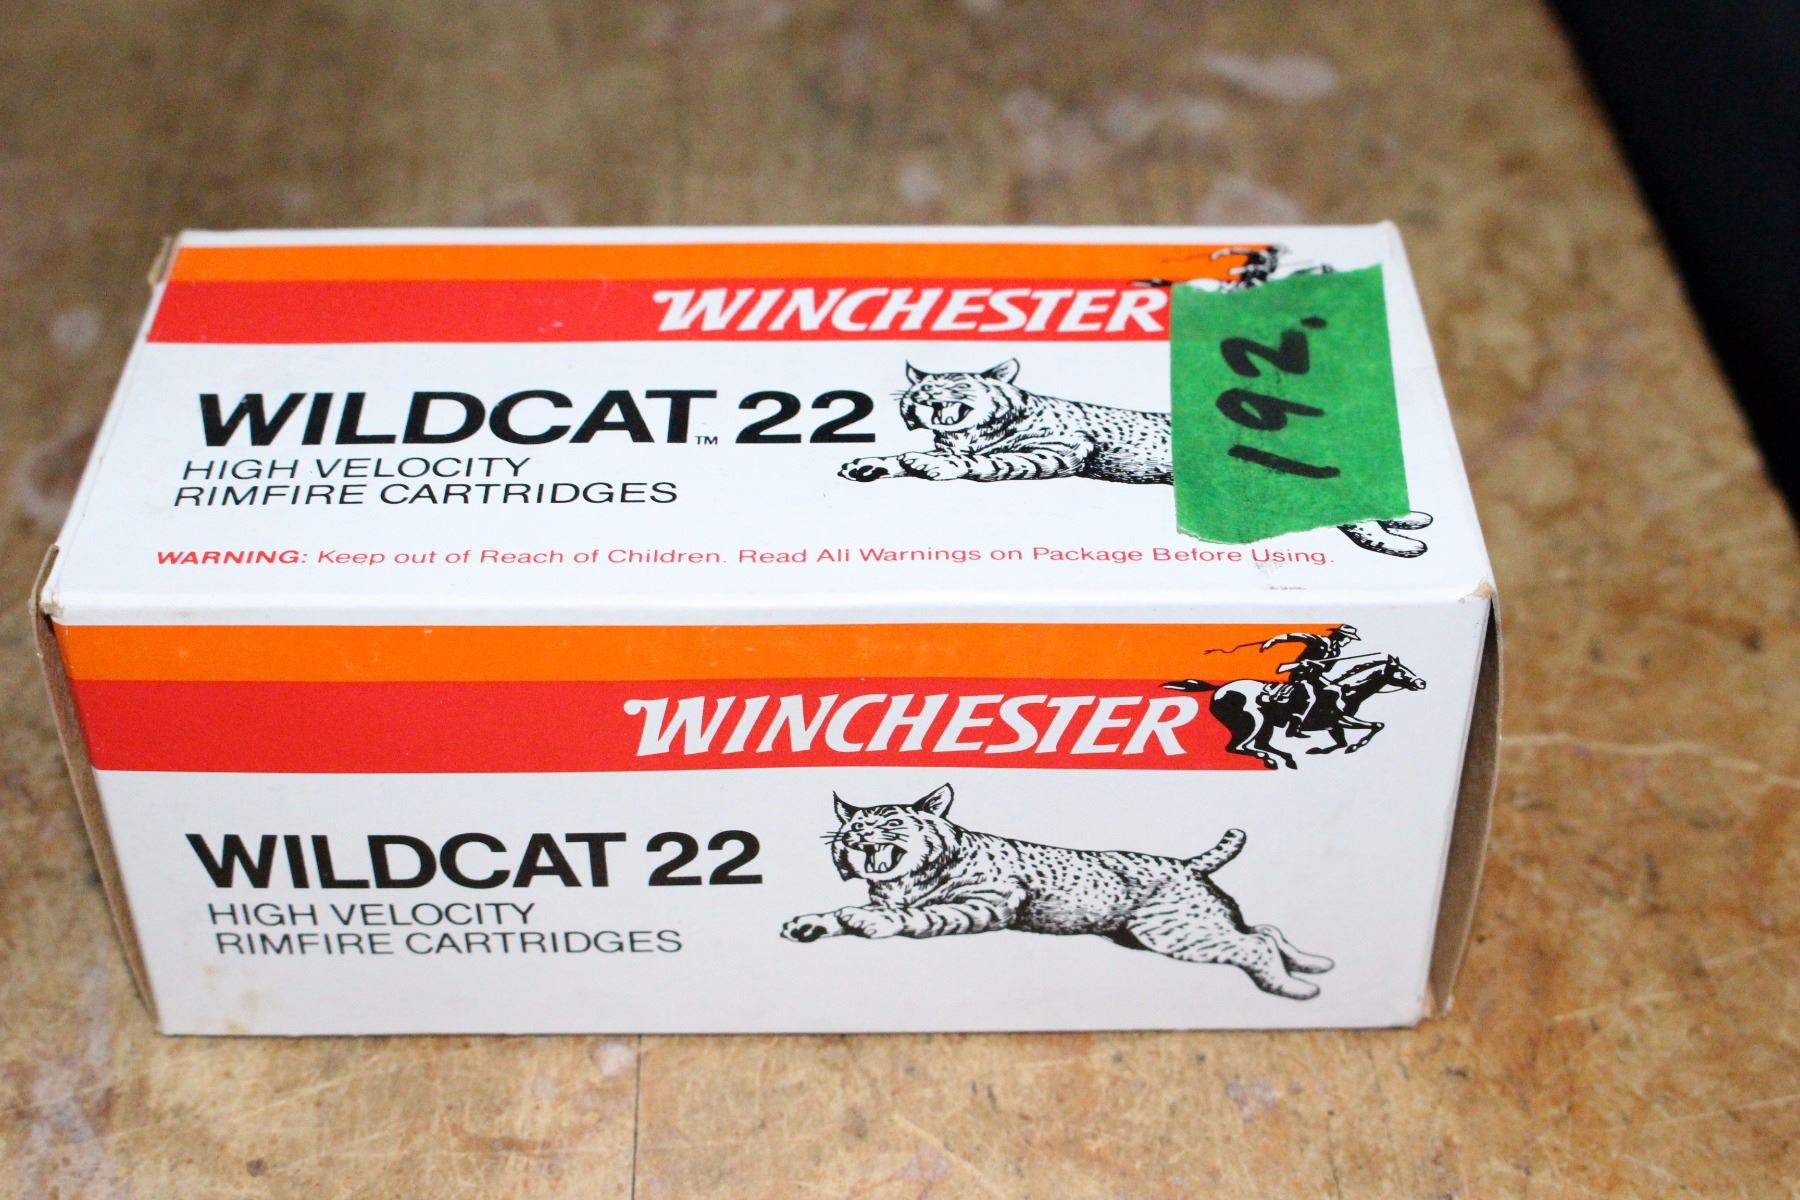 WINCHESTER
192.
WILDCAT™ 22
HIGH VELOCITY
RIMFIRE CARTRIDGES
WARNING: Keep out of Reach of Children. Read All Warnings on Package Before Using.
WINCHESTER
WILDCAT 22
HIGH VELOCITY
RIMFIRE CARTRIDGES